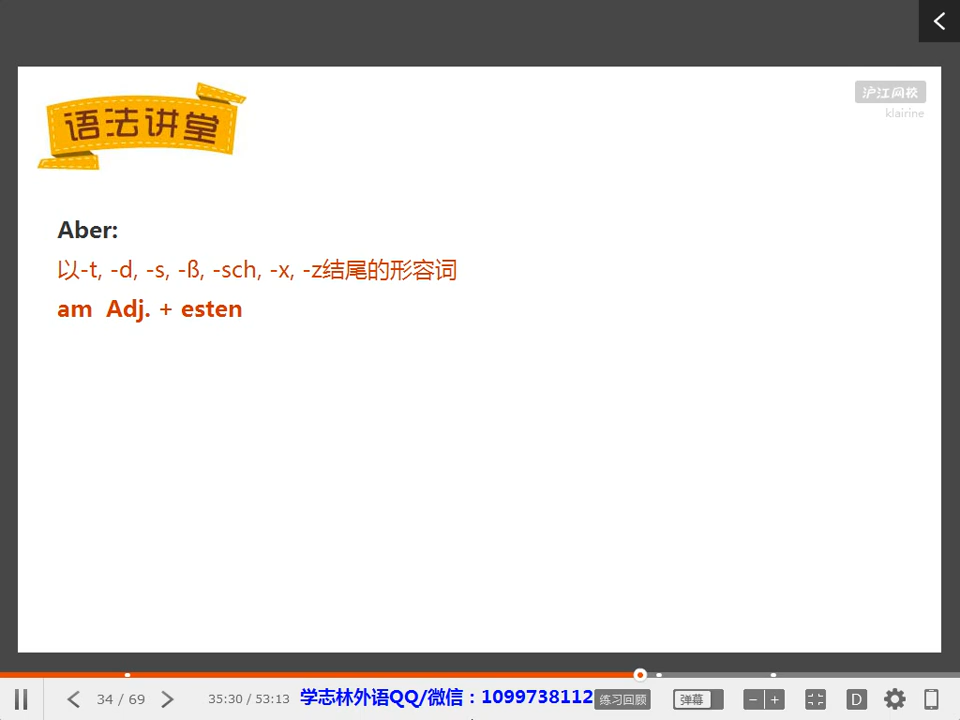 语法讲堂
沪江网校
klairine
Aber:
以-t, -d, -s, -ß, -sch, -x, -z结尾的形容词
am Adj. + esten
34 / 69
35:30 / 53:13
学志林外语QQ/微信：1099738112
练习回顾
弹幕
D